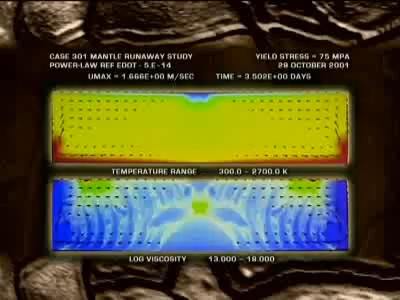 CASE 301 MANTLE RUNAWAY STUDY YIELD STRESS = 75 MPA
POWER-LAW REF EDOT - 5.E-14 29 OCTOBER 2001
UMAX = 1.666E+00 M/SEC TIME = 3.502E+00 DAYS
TEMPERATURE RANGE 300.0 - 2700.0 K
LOG VISCOSITY 13.000 - 18.000